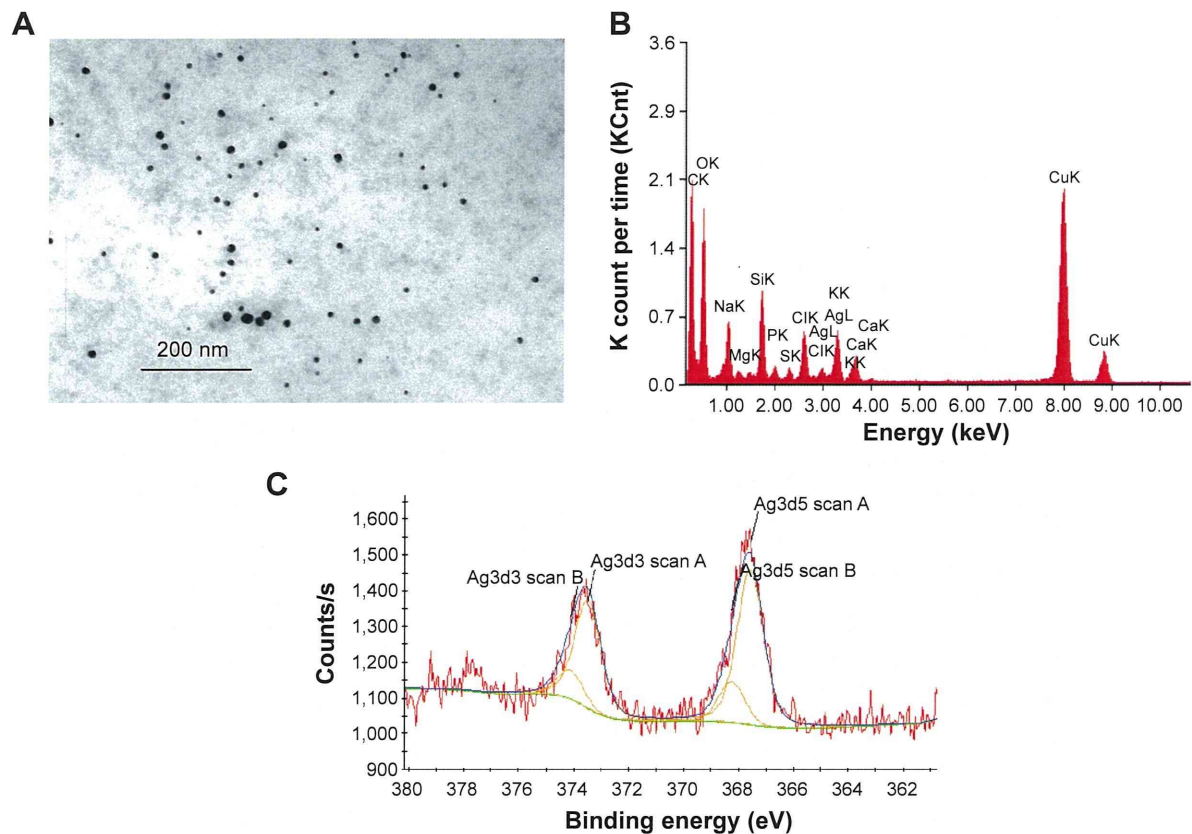 A
200 nm
B
K count per time (KCnt)
3.6
2.9
2.1
1.4
0.7
0.0
OK
CK
NaK
MgK
SiK
PK
SK
ClK
AgL
ClK
KK
AgL
CaK
CaK
KK
CuK
CuK
1.00 2.00 3.00 4.00 5.00 6.00 7.00 8.00 9.00 10.00
Energy (keV)
C
Counts/s
1,600
1,500
1,400
1,300
1,200
1,100
1,000
900
Ag3d5 scan A
Ag3d3 scan A
Ag3d3 scan B
Ag3d5 scan B
380 378 376 374 372 370 368 366 364 362
Binding energy (eV)